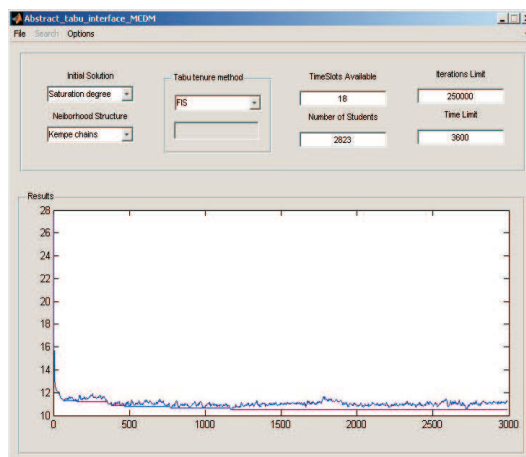 Abstract_tabu_interface_MCDM
File Search Options
Initial Solution
Saturation degree
Neiborhood Structure
Kempe chains
Tabu tenure method
FIS
TimeSlots Available
18
Number of Students
2823
Iterations Limit
250000
Time Limit
3600
Results
28
26
24
22
20
18
16
14
12
10
0 500 1000 1500 2000 2500 3000